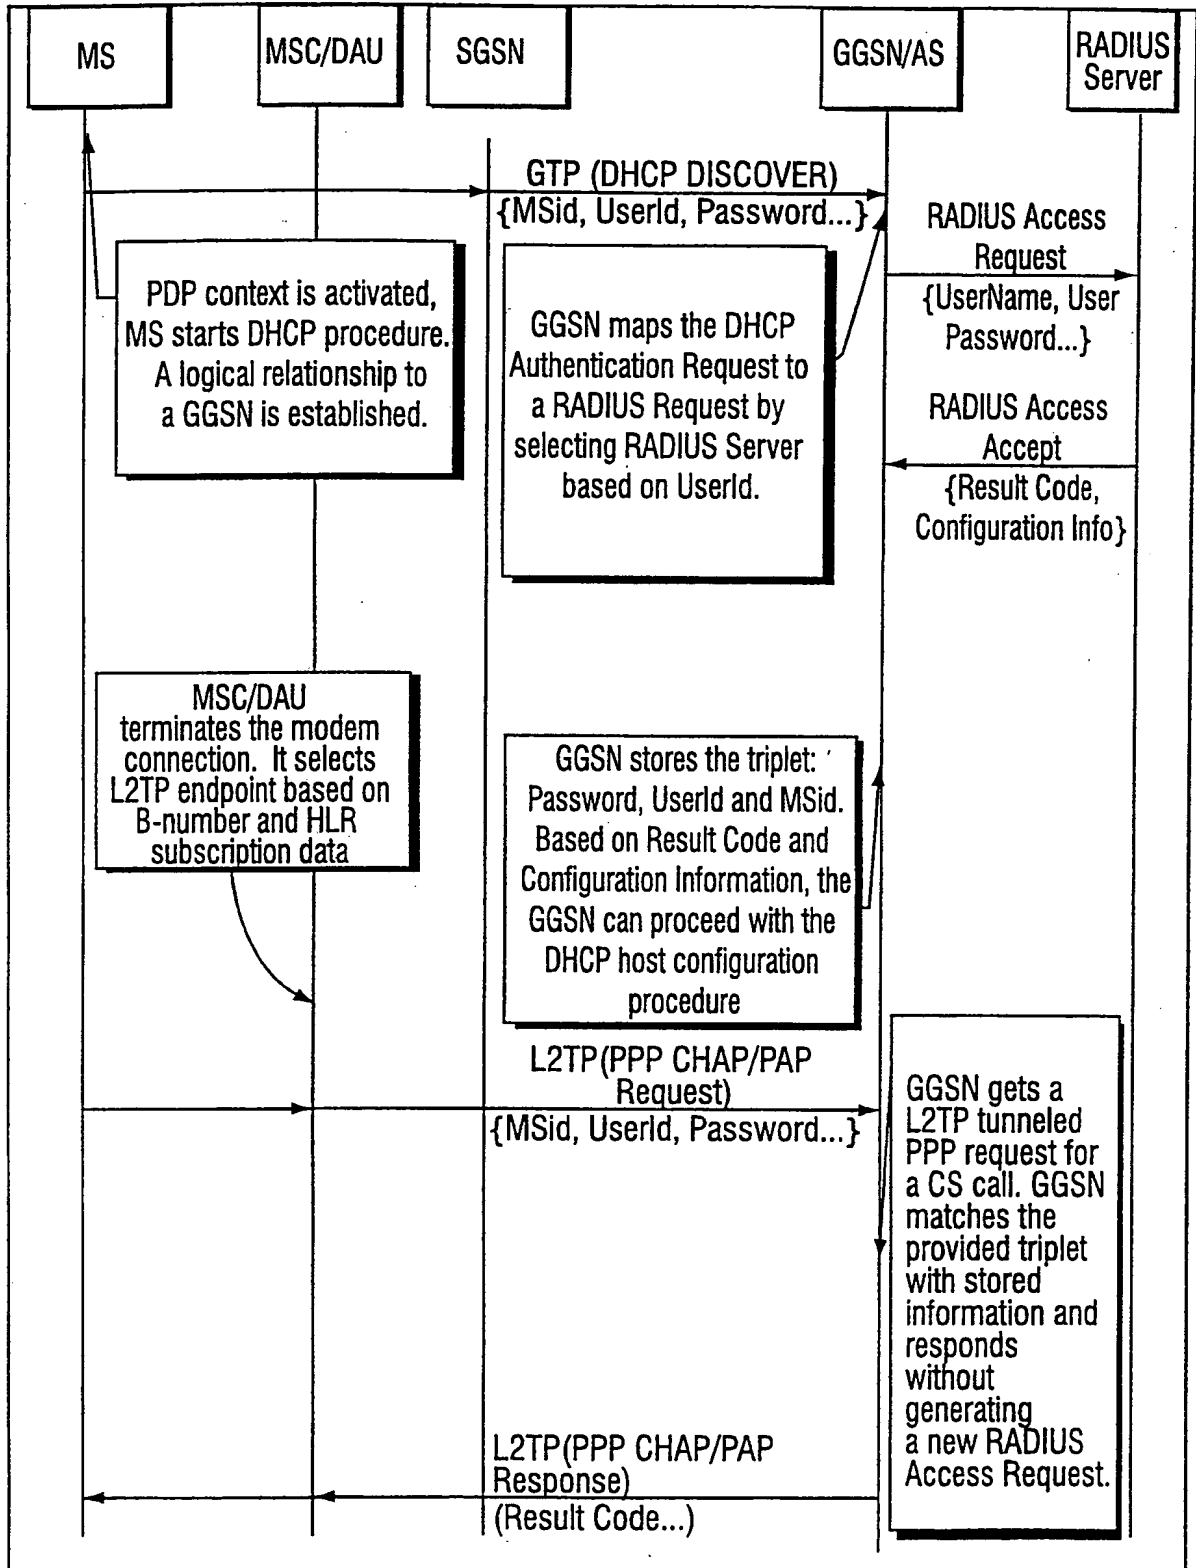 MS
MSC/DAU
SGSN
GGSN/AS
RADIUS
Server
GTP (DHCP DISCOVER)
{MSid, UserId, Password...}
RADIUS Access
Request
{UserName, User
Password...}
PDP context is activated,
MS starts DHCP procedure.
A logical relationship to
a GGSN is established.
GGSN maps the DHCP
Authentication Request to
a RADIUS Request by
selecting RADIUS Server
based on UserId.
RADIUS Access
Accept
{Result Code,
Configuration Info}
MSC/DAU
terminates the modem
connection. It selects
L2TP endpoint based on
B-number and HLR
subscription data
GGSN stores the triplet:
Password, UserId and MSid.
Based on Result Code and
Configuration Information, the
GGSN can proceed with the
DHCP host configuration
procedure
L2TP(PPP CHAP/PAP
Request)
{MSid, UserId, Password...}
GGSN gets a
L2TP tunneled
PPP request for
a CS call. GGSN
matches the
provided triplet
with stored
information and
responds
without
generating
a new RADIUS
Access Request.
L2TP(PPP CHAP/PAP
Response)
(Result Code...)